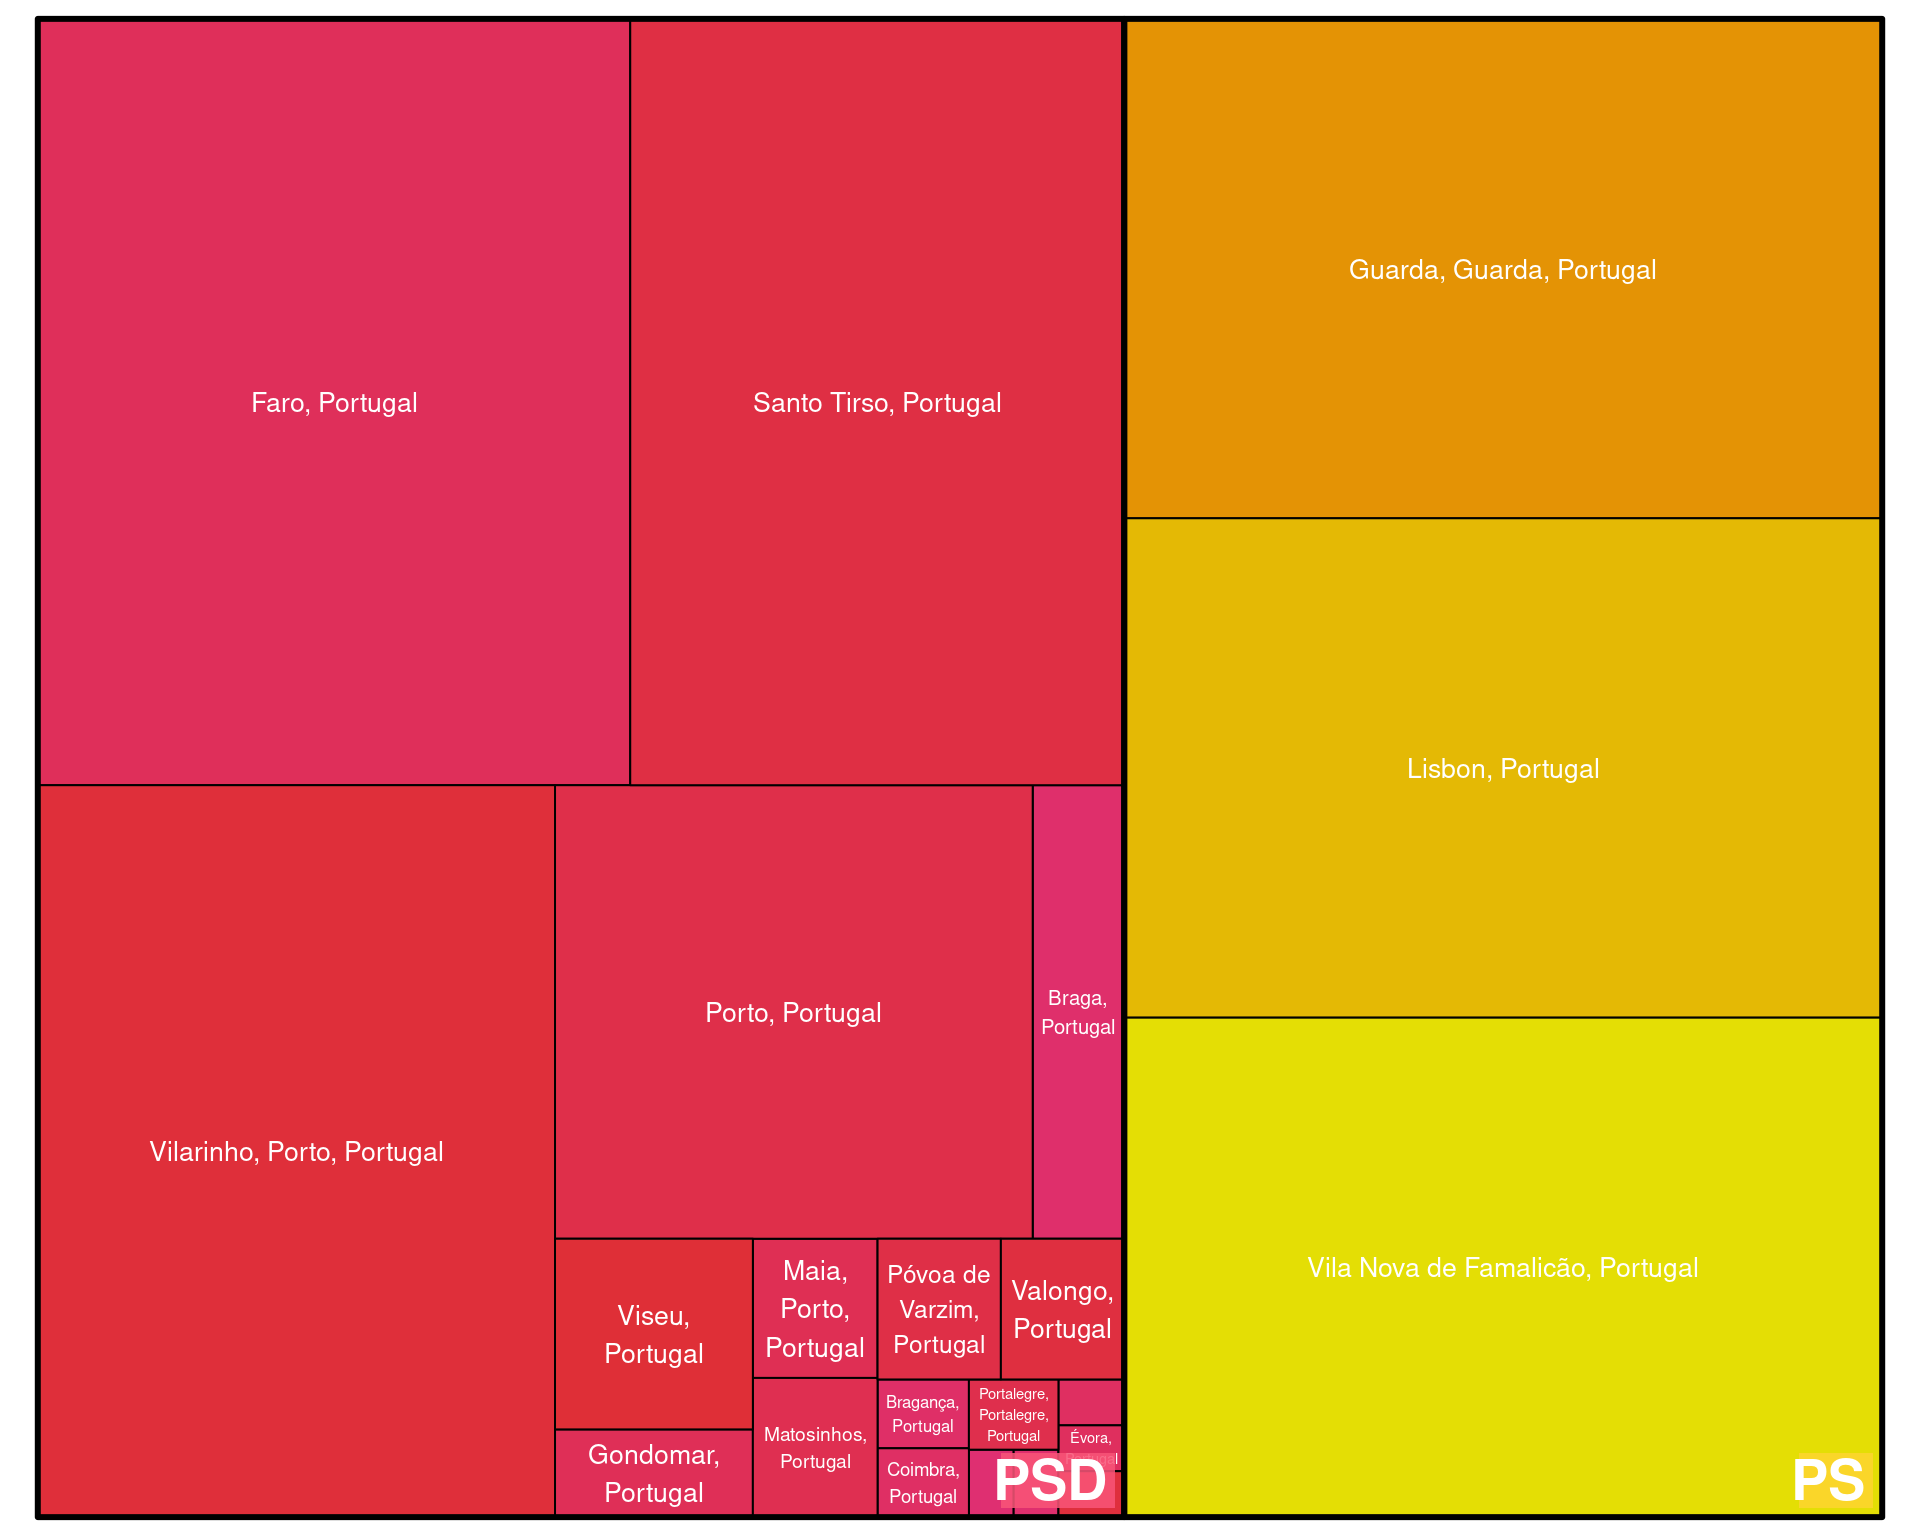 Faro, Portugal
Santo Tirso, Portugal
Guarda, Guarda, Portugal
Lisbon, Portugal
Vilarinho, Porto, Portugal
Porto, Portugal
Braga,
Portugal
Vila Nova de Famalicão, Portugal
Viseu,
Portugal
Maia,
Porto,
Portugal
Póvoa de
Varzim,
Portugal
Valongo,
Portugal
Gondomar,
Portugal
Matosinhos,
Portugal
Bragança,
Portugal
Portalegre,
Portalegre,
Portugal
Coimbra,
Portugal
Évora,
Portugal
PSD
PS